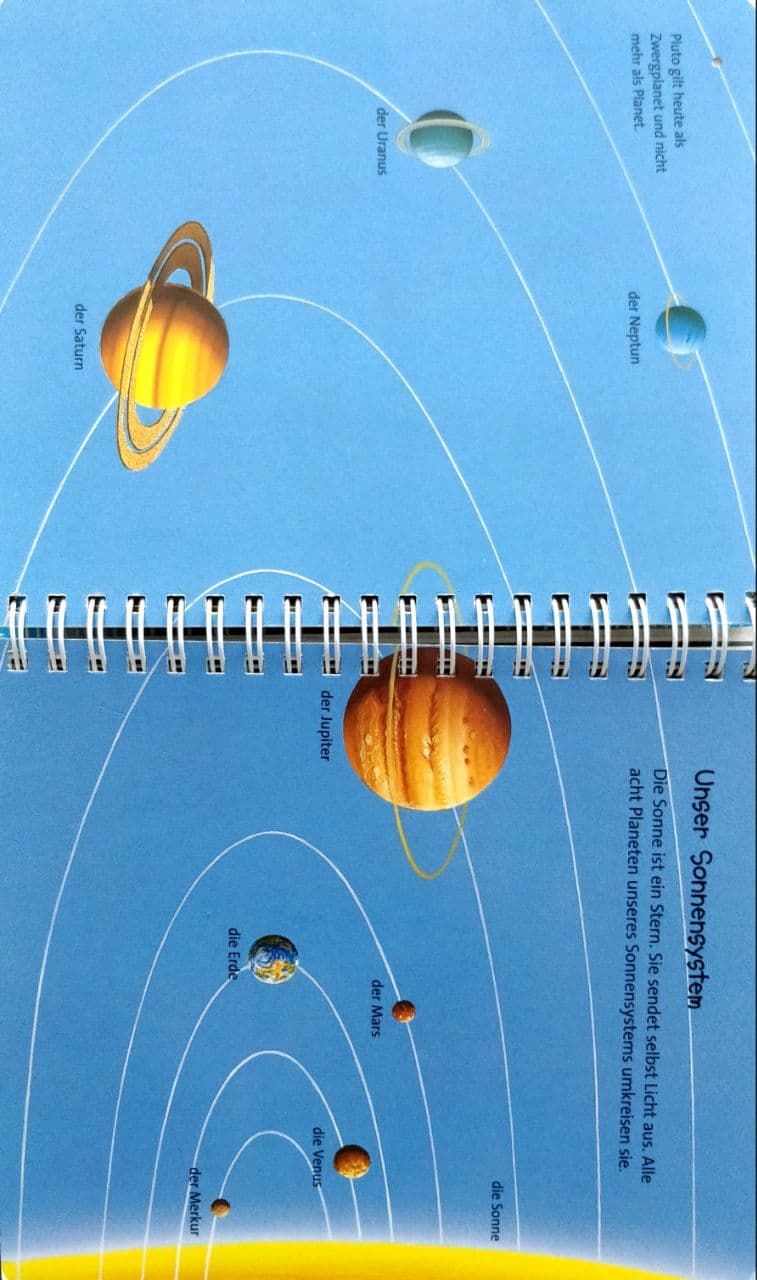 Pluto gilt heute als
Zwergplanet und nicht
mehr als Planet.
der Neptun
der Uranus
der Saturn
Unser Sonnensystem
Die Sonne ist ein Stern. Sie sendet selbst Licht aus. Alle
acht Planeten unseres Sonnensystems umkreisen sie.
die Sonne
der Mars
der Jupiter
die Venus
die Erde
der Merkur